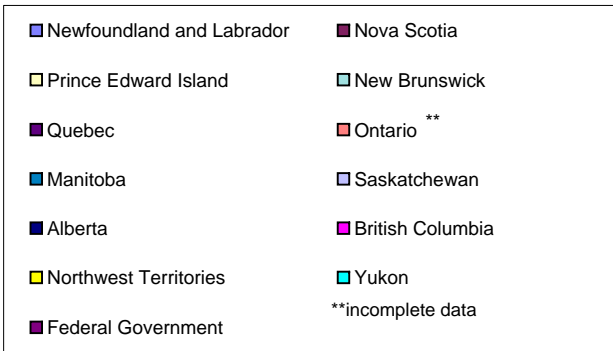 Newfoundland and Labrador
Nova Scotia
Prince Edward Island
New Brunswick
Quebec
Ontario **
Manitoba
Saskatchewan
Alberta
British Columbia
Northwest Territories
Yukon
**incomplete data
Federal Government